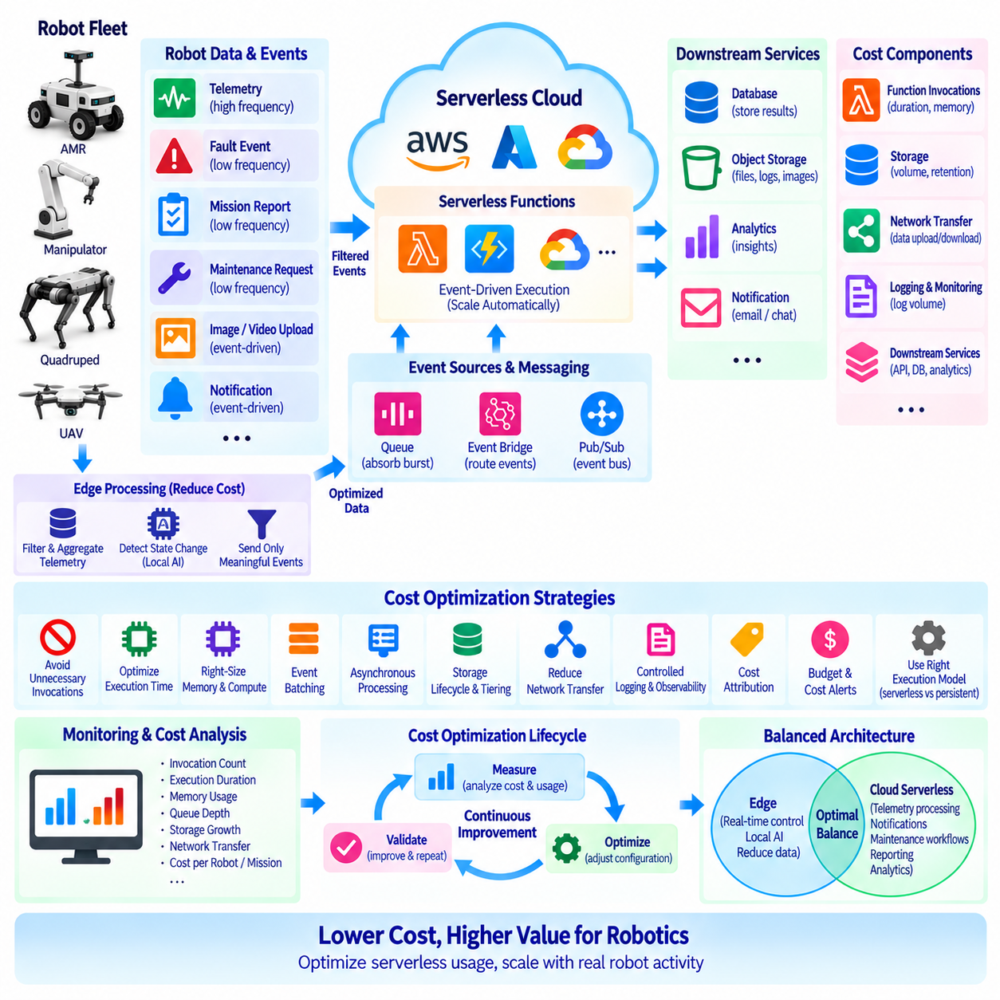 Robot Fleet
AMR
Manipulator
Quadruped
UAV
Robot Data & Events
Telemetry
(high frequency)
Fault Event
(low frequency)
Mission Report
(low frequency)
Maintenance Request
(low frequency)
Image / Video Upload
(event-driven)
Notification
(event-driven)
...
Filtered
Events
Serverless Cloud
aws
Serverless Functions
...
Event-Driven Execution
(Scale Automatically)
Event Sources & Messaging
Queue
(absorb burst)
Event Bridge
(route events)
Pub/Sub
(event bus)
Downstream Services
Database
(store results)
Object Storage
(files, logs, images)
Analytics
(insights)
Notification
(email / chat)
...
Cost Components
Function Invocations
(duration, memory)
Storage
(volume, retention)
Network Transfer
(data upload/download)
Logging & Monitoring
(log volume)
Downstream Services
(API, DB, analytics)
...
Edge Processing (Reduce Cost)
Filter & Aggregate
Telemetry
A
Detect State Change
(Local AI)
Send Only
Meaningful Events
Optimized
Data
Cost Optimization Strategies
Avoid
Unnecessary
Invocations
Optimize
Execution Time
Right-Size
Memory & Compute
Event
Batching
Asynchronous
Processing
Storage
Lifecycle & Tiering
Reduce
Network Transfer
Controlled
Logging & Observability
Cost
Attribution
$
Budget &
Cost Alerts
Use Right
Execution Model
(serverless vs persistent)
Monitoring & Cost Analysis
• Invocation Count
• Execution Duration
• Memory Usage
• Queue Depth
• Storage Growth
• Network Transfer
• Cost per Robot / Mission
...
Cost Optimization Lifecycle
Measure
(analyze cost & usage)
Continuous
Improvement
Validate
(improve & repeat)
Optimize
(adjust configuration)
Balanced Architecture
Edge
(Real-time control
Local AI
Reduce data)
Optimal
Balance
Cloud Serverless
(Telemetry processing
Notifications
Maintenance workflows
Reporting
Analytics)
Lower Cost, Higher Value for Robotics
Optimize serverless usage, scale with real robot activity